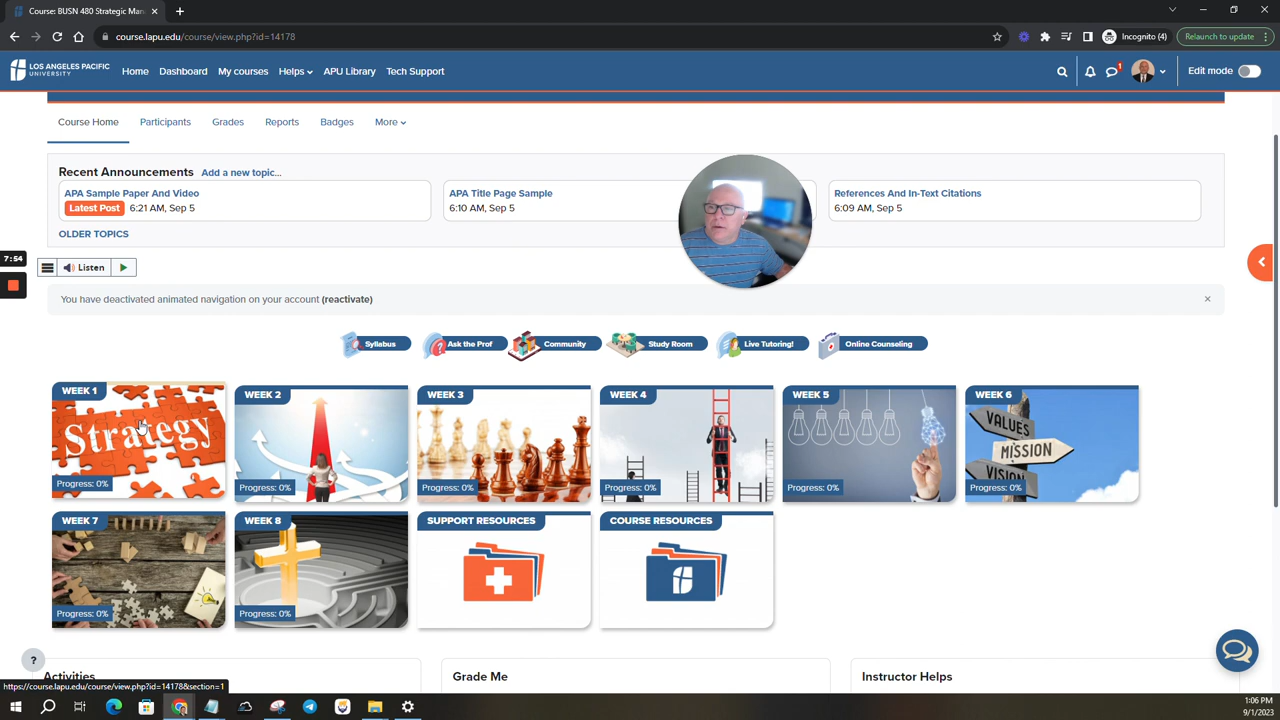 Course: BUSN 480 Strategic Man
course.lapu.edu/course/view.php?id=14178
Incognito (4)
Relaunch to update
LOS ANGELES PACIFIC
UNIVERSITY
Home
Dashboard
My courses
Helps
APU Library
Tech Support
1
Edit mode
Course Home
Participants
Grades
Reports
Badges
More
Recent Announcements
Add a new topic...
APA Sample Paper And Video
Latest Post 6:21 AM, Sep 5
APA Title Page Sample
6:10 AM, Sep 5
References And In-Text Citations
6:09 AM, Sep 5
OLDER TOPICS
7:54
Listen
You have deactivated animated navigation on your account (reactivate)
Syllabus
Ask the Prof
Community
Study Room
Live Tutoring!
Online Counseling
WEEK 1
Strategy
Progress: 0%
WEEK 2
Progress: 0%
WEEK 3
Progress: 0%
WEEK 4
Progress: 0%
WEEK 5
Progress: 0%
WEEK 6
VALUES
MISSION
VISION
Progress: 0%
WEEK 7
Progress: 0%
WEEK 8
Progress: 0%
SUPPORT RESOURCES
COURSE RESOURCES
?
Activities
Grade Me
Instructor Helps
https://course.lapu.edu/course/view.php?id=14178&section=1
1:06 PM
9/1/2023